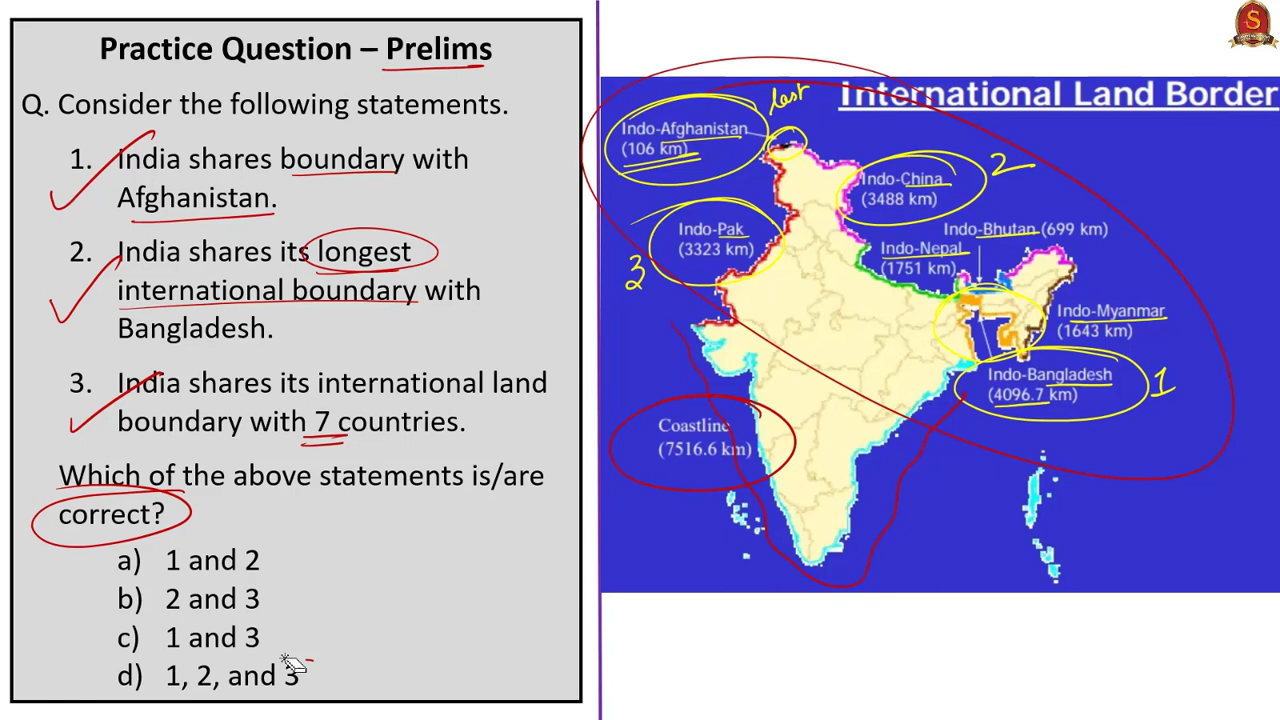 Practice Question – Prelims
Q. Consider the following statements.
1. India shares boundary with
Afghanistan.
2. India shares its longest
international boundary with
Bangladesh.
3. India shares its international land
boundary with 7 countries.
Which of the above statements is/are
correct?
a) 1 and 2
b) 2 and 3
c) 1 and 3
d) 1, 2, and 3
S
International Land Border
last
Indo-Afghanistan
(106 km)
Indo-China
(3488 km)
2
Indo-Pak
(3323 km)
3
Indo-Bhutan (699 km)
Indo-Nepal
(1751 km)
Indo-Myanmar
(1643 km)
Indo-Bangladesh
(4096.7 km)
1
Coastline
(7516.6 km)